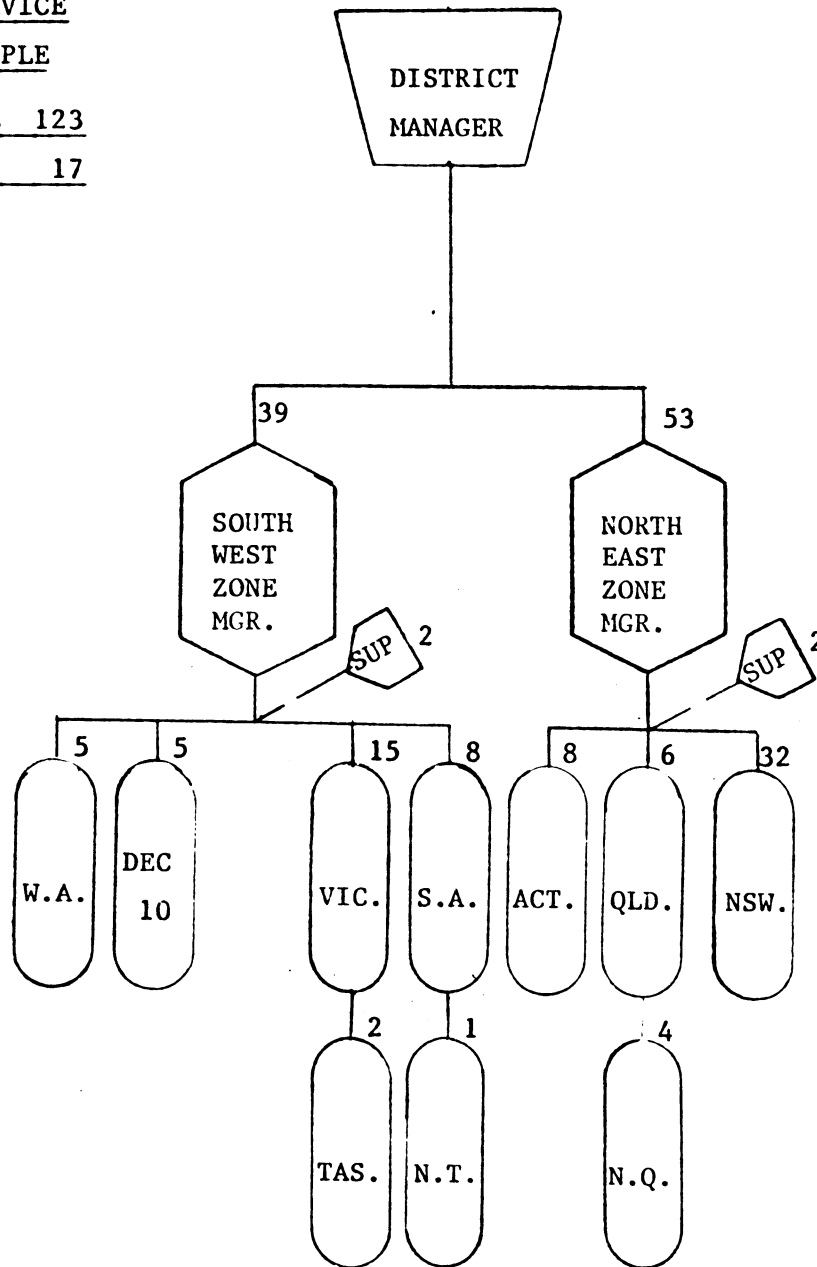 VICE
PLE
123
17
DISTRICT
MANAGER
39
53
SOUTH
WEST
ZONE
MGR.
NORTH
EAST
ZONE
MGR.
SUP 2
SUP 2
5
5
15
8
8
6
32
W.A.
DEC
10
VIC.
S.A.
ACT.
QLD.
NSW.
2
1
4
TAS.
N.T.
N.Q.